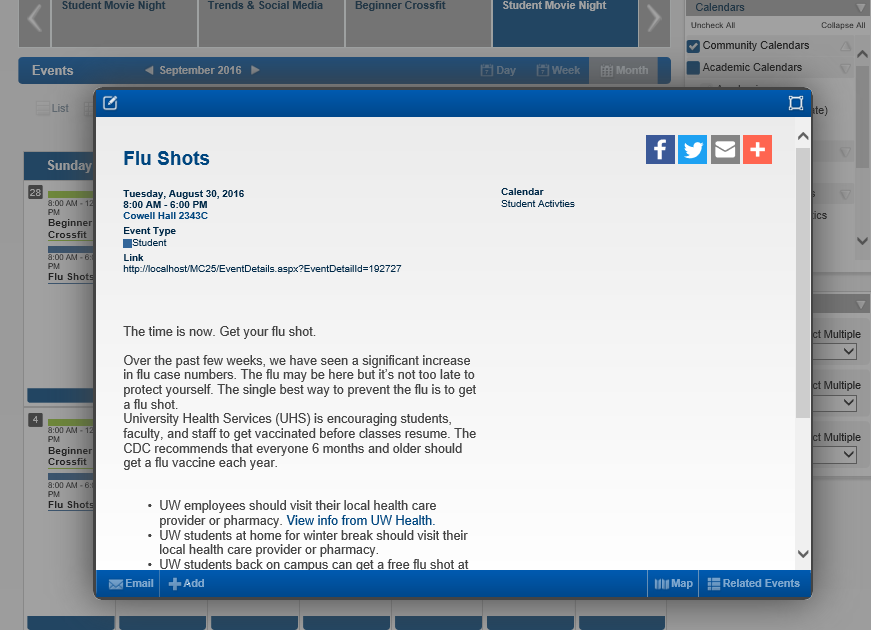 Student Movie Night
Trends & Social Media
Beginner Crossfit
Student Movie Night
Calendars
Uncheck All
Collapse All
Community Calendars
Academic Calendars
Events
September 2016
Day
Week
Month
List
Sunday
28
8:00 AM - 12
PM
Beginner
Crossfit
8:00 AM - 6:0
PM
Flu Shots
4
8:00 AM - 12
PM
Beginner
Crossfit
8:00 AM - 6:0
PM
Flu Shots
Flu Shots
Tuesday, August 30, 2016
8:00 AM - 6:00 PM
Cowell Hall 2343C
Event Type
Student
Link
http://localhost/MC25/EventDetails.aspx?EventDetailId=192727
Calendar
Student Activties
The time is now. Get your flu shot.
Over the past few weeks, we have seen a significant increase
in flu case numbers. The flu may be here but it's not too late to
protect yourself. The single best way to prevent the flu is to get
a flu shot.
University Health Services (UHS) is encouraging students,
faculty, and staff to get vaccinated before classes resume. The
CDC recommends that everyone 6 months and older should
get a flu vaccine each year.
• UW employees should visit their local health care
provider or pharmacy. View info from UW Health.
• UW students at home for winter break should visit their
local health care provider or pharmacy.
• UW students back on campus can get a free flu shot at
Email
Add
Map
Related Events
te)
s
tics
ct Multiple
ct Multiple
ct Multiple